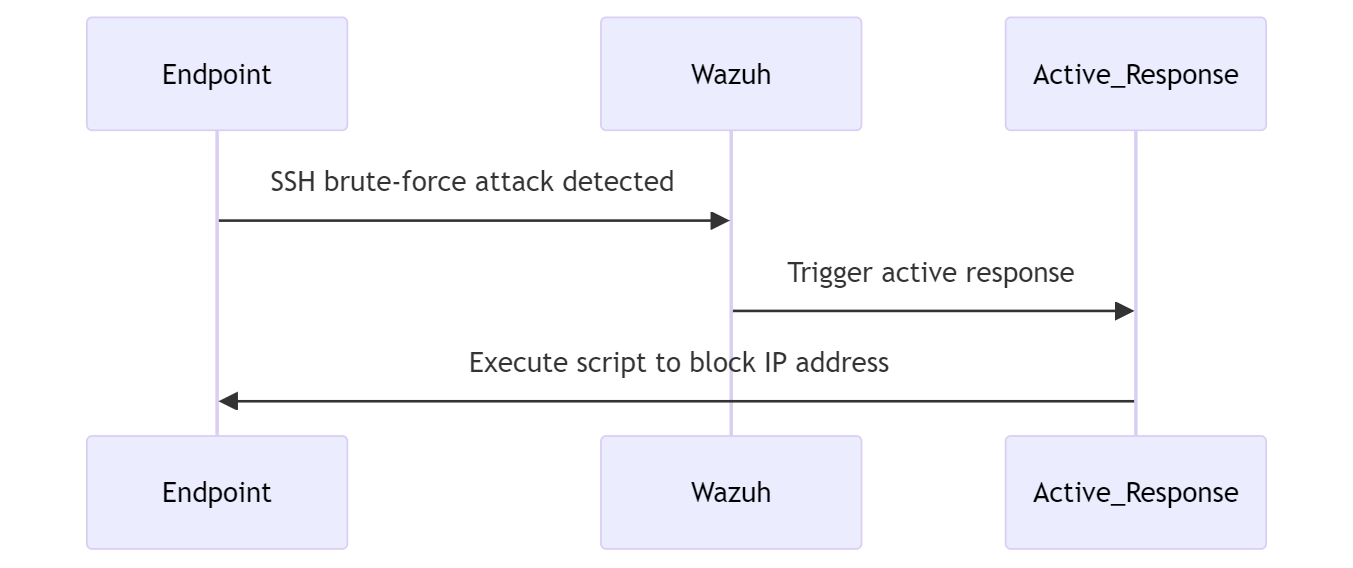 Endpoint
Wazuh
Active_Response
SSH brute-force attack detected
Trigger active response
Execute script to block IP address
Endpoint
Wazuh
Active_Response